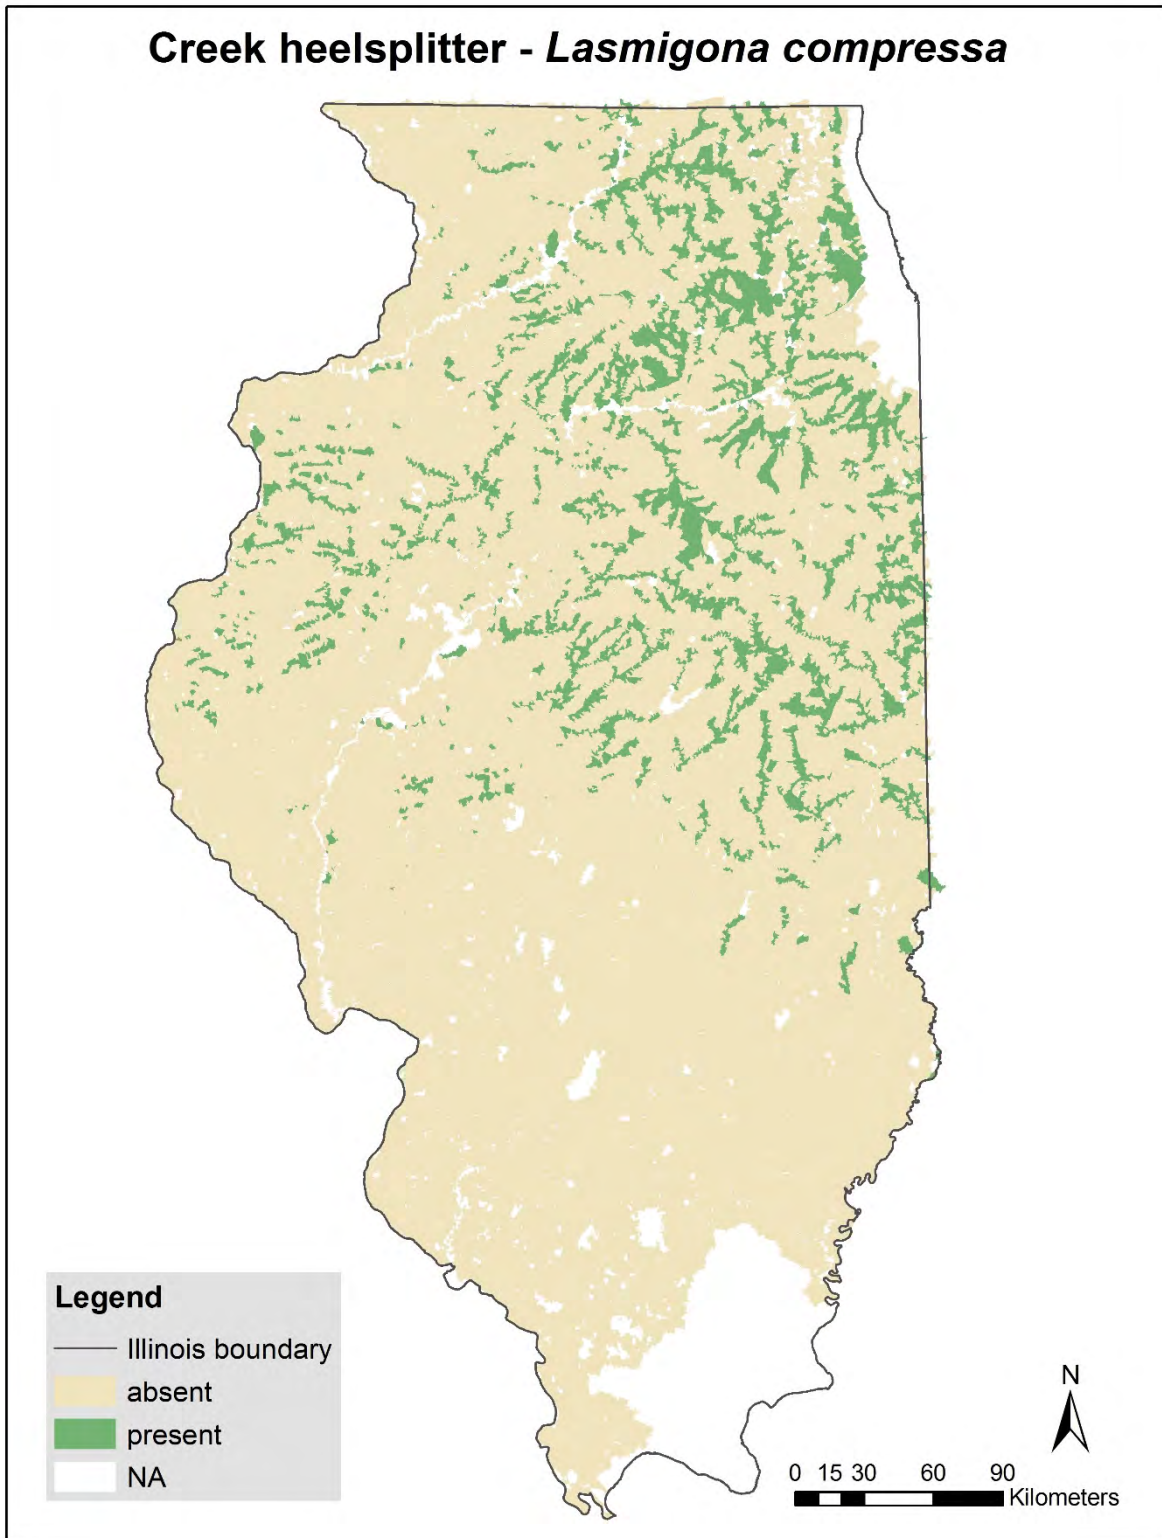 Creek heelsplitter - Lasmigona compressa
Legend
Illinois boundary
absent
present
NA
N
0 15 30 60 90
Kilometers